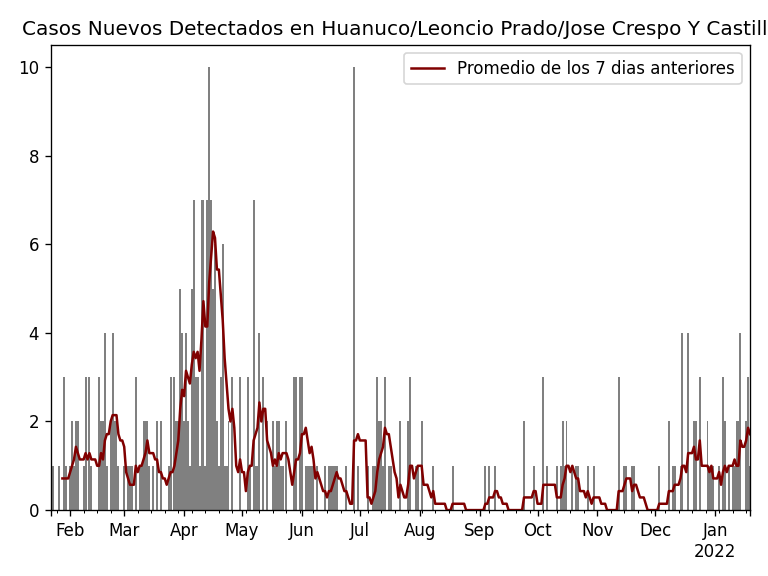 Casos Nuevos Detectados en Huanuco/Leoncio Prado/Jose Crespo Y Castill
Promedio de los 7 dias anteriores
10
8
6
4
2
0
Feb Mar Apr May Jun Jul Aug Sep Oct Nov Dec Jan
2022